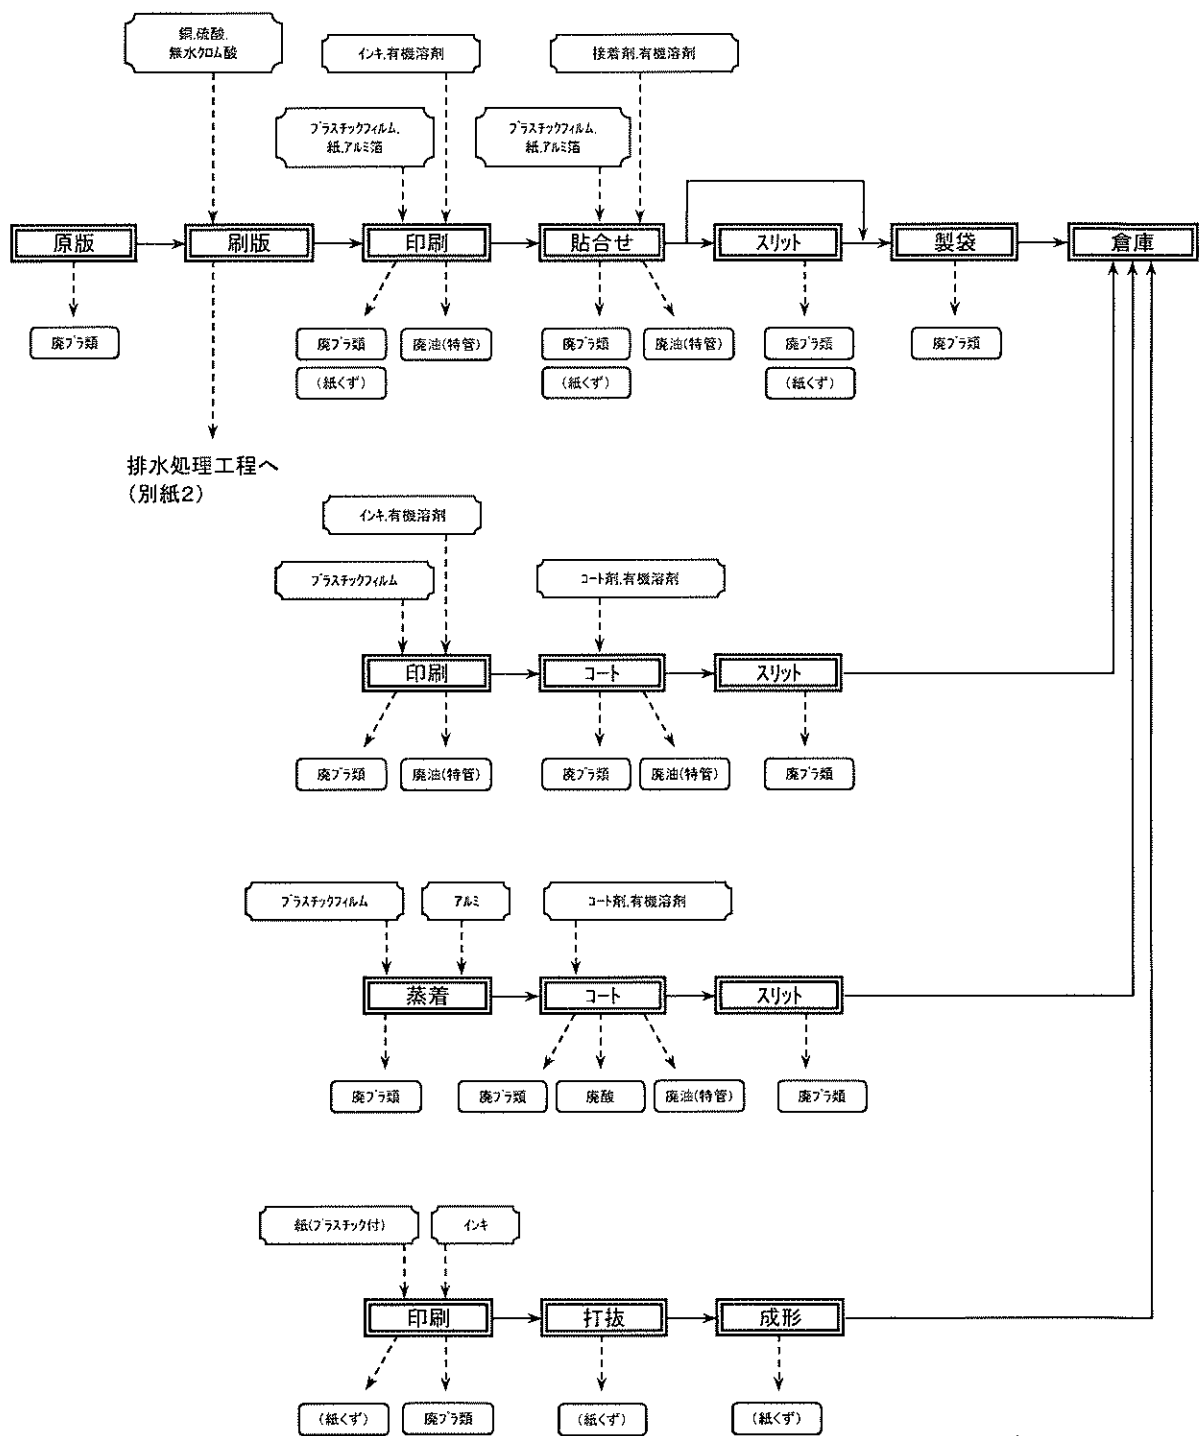 銅,硫酸,
無水クロム酸
インキ,有機溶剤
接着剤,有機溶剤
プラスチックフィルム,
紙,アルミ箔
プラスチックフィルム,
紙,アルミ箔
原版
刷版
印刷
貼合せ
スリット
製袋
倉庫
廃プラ類
廃プラ類
廃油(特管)
廃プラ類
廃油(特管)
廃プラ類
廃プラ類
(紙くず)
(紙くず)
(紙くず)
排水処理工程へ
(別紙2)
インキ,有機溶剤
プラスチックフィルム
コート剤,有機溶剤
印刷
コート
スリット
廃プラ類
廃油(特管)
廃プラ類
廃油(特管)
廃プラ類
プラスチックフィルム
アルミ
コート剤,有機溶剤
蒸着
コート
スリット
廃プラ類
廃プラ類
廃酸
廃油(特管)
廃プラ類
紙(プラスチック付)
インキ
印刷
打抜
成形
(紙くず)
廃プラ類
(紙くず)
(紙くず)